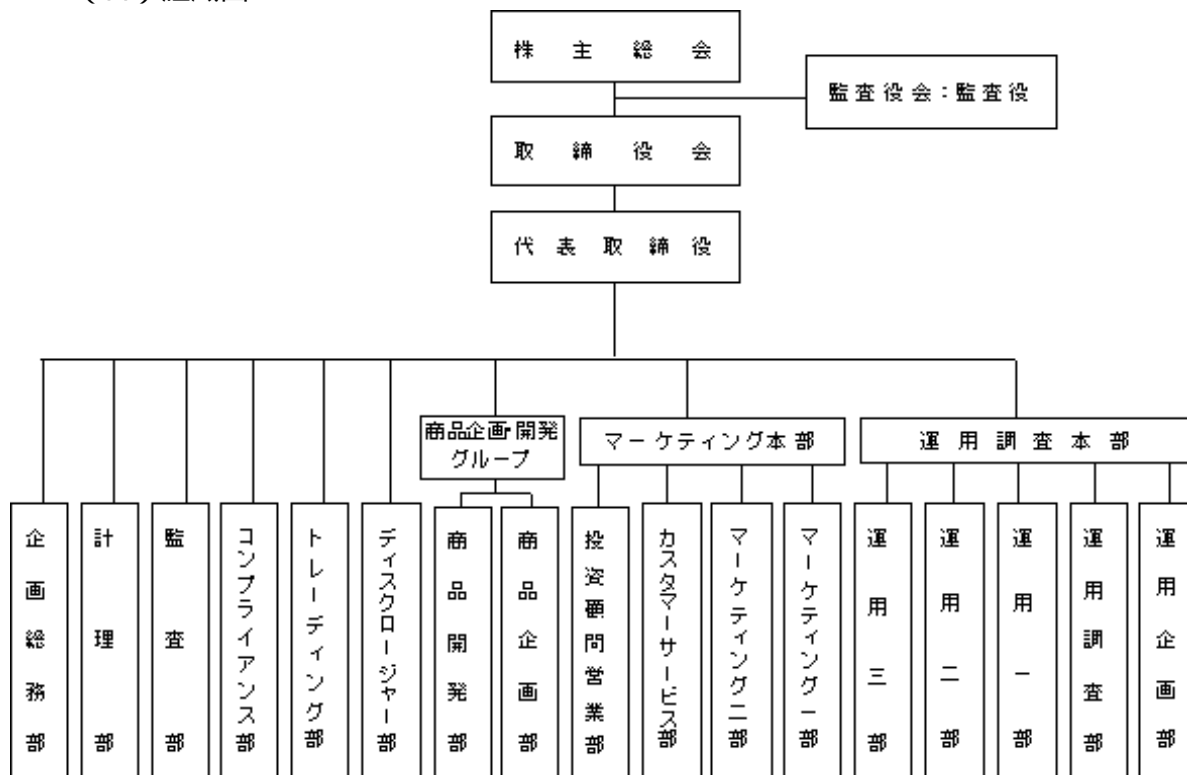 株主総会
監査役会：監査役
取締役会
代表取締役
商品企画・開発
グループ
マーケティング本部
運用調査本部
企画総務部
計理部
監査部
コンプライアンス部
トレーディング部
ディスクロージャー部
商品開発部
商品企画部
投資顧問営業部
カスタマーサービス部
マーケティング二部
マーケティング一部
運用三部
運用二部
運用一部
運用調査部
運用企画部